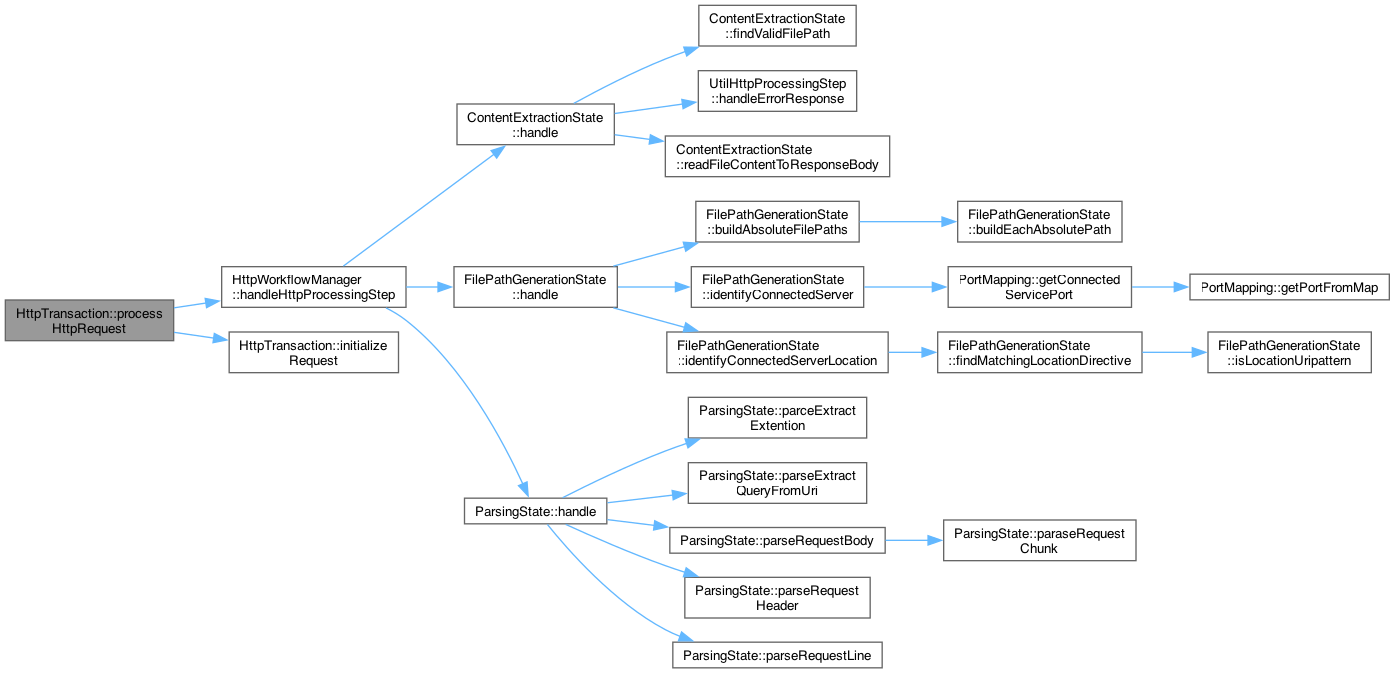 ContentExtractionState
::findValidFilePath
UtilHttpProcessingStep
::handleErrorResponse
ContentExtractionState
::handle
ContentExtractionState
::readFileContentToResponseBody
FilePathGenerationState
::buildAbsoluteFilePaths
FilePathGenerationState
::buildEachAbsolutePath
HttpTransaction::process
HttpRequest
HttpWorkflowManager
::handleHttpProcessingStep
FilePathGenerationState
::handle
FilePathGenerationState
::identifyConnectedServer
PortMapping::getConnected
ServicePort
PortMapping::getPortFromMap
HttpTransaction::initialize
Request
FilePathGenerationState
::identifyConnectedServerLocation
FilePathGenerationState
::findMatchingLocationDirective
FilePathGenerationState
::isLocationUripattern
ParsingState::parceExtract
Extention
ParsingState::parseExtract
QueryFromUri
ParsingState::handle
ParsingState::parseRequestBody
ParsingState::paraseRequest
Chunk
ParsingState::parseRequest
Header
ParsingState::parseRequestLine